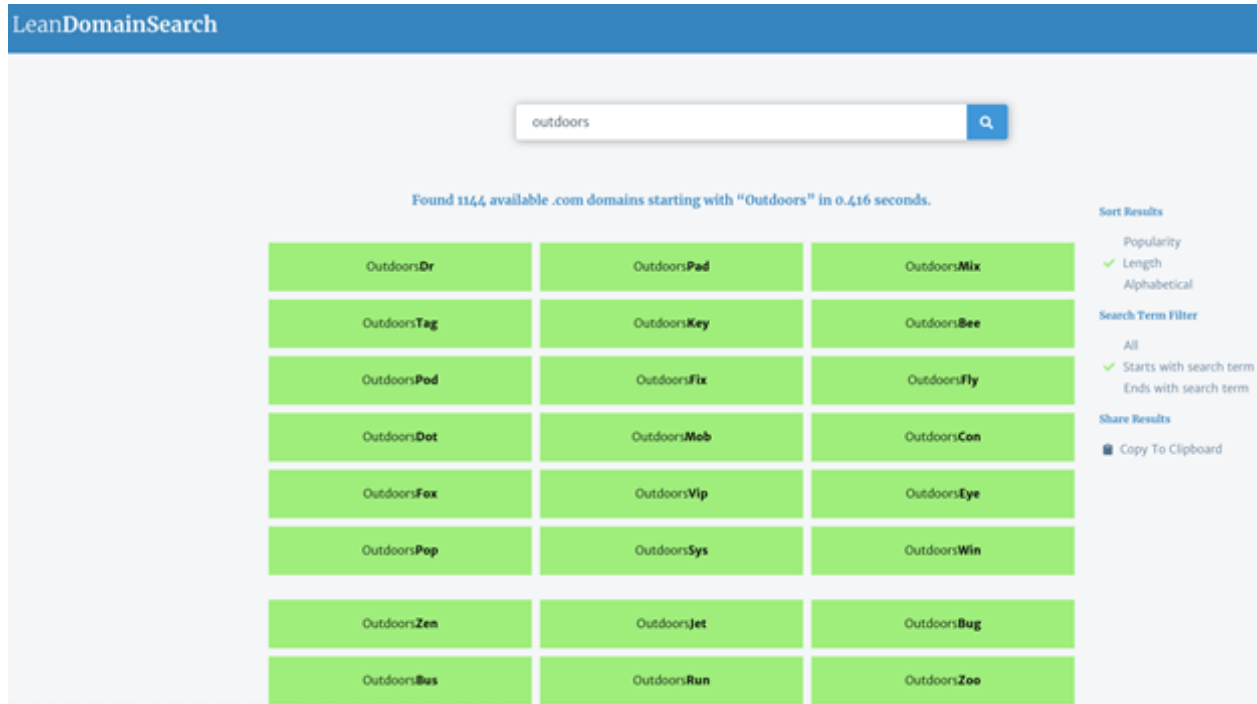 LeanDomainSearch
outdoors
Found 1144 available .com domains starting with “Outdoors” in 0.416 seconds.
OutdoorsDr OutdoorsPad OutdoorsMix
OutdoorsTag OutdoorsKey OutdoorsBee
OutdoorsPod OutdoorsFix OutdoorsFly
OutdoorsDot OutdoorsMob OutdoorsCon
OutdoorsFox OutdoorsVip OutdoorsEye
OutdoorsPop OutdoorsSys OutdoorsWin
OutdoorsZen OutdoorsJet OutdoorsBug
OutdoorsBus OutdoorsRun OutdoorsZoo
Sort Results
Popularity
Length
Alphabetical
Search Term Filter
All
Starts with search term
Ends with search term
Share Results
Copy To Clipboard